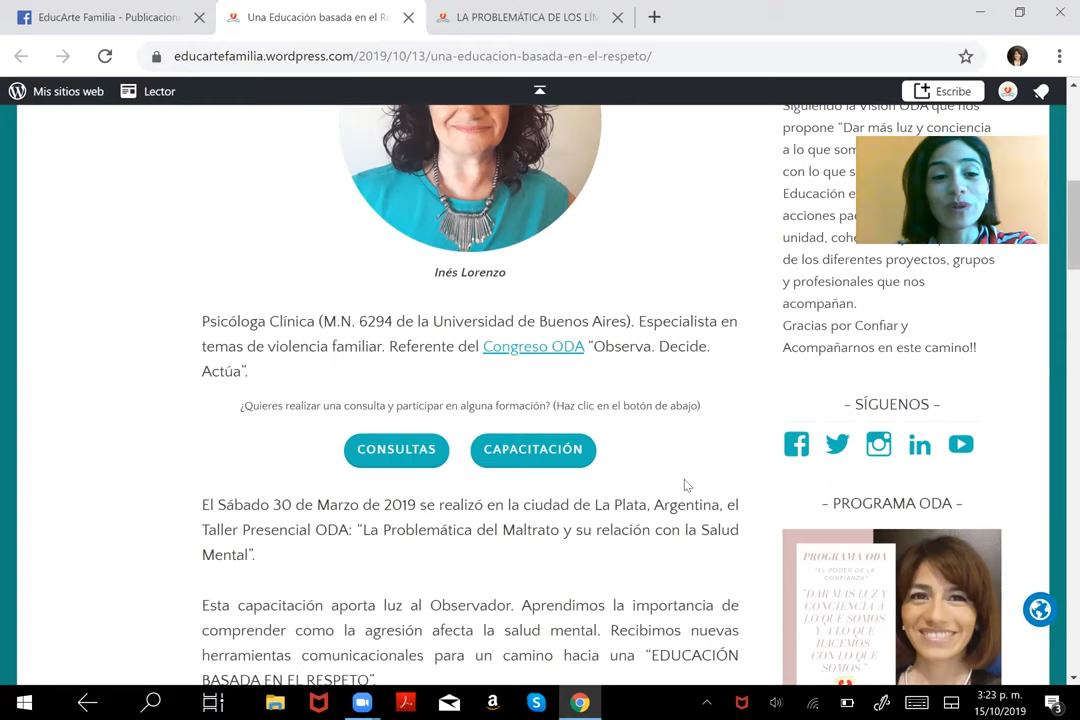 EducArte Familia - Publicacion
Una Educación basada en el Re
LA PROBLEMÁTICA DE LOS LÍM
educartefamilia.wordpress.com/2019/10/13/una-educacion-basada-en-el-respeto/
Mis sitios web
Lector
Escribe
Inés Lorenzo
Psicóloga Clínica (M.N. 6294 de la Universidad de Buenos Aires). Especialista en
temas de violencia familiar. Referente del Congreso ODA “Observa. Decide.
Actúa”.
¿Quieres realizar una consulta y participar en alguna formación? (Haz clic en el botón de abajo)
CONSULTAS
CAPACITACIÓN
El Sábado 30 de Marzo de 2019 se realizó en la ciudad de La Plata, Argentina, el
Taller Presencial ODA: “La Problemática del Maltrato y su relación con la Salud
Mental”.
Esta capacitación aporta luz al Observador. Aprendimos la importancia de
comprender como la agresión afecta la salud mental. Recibimos nuevas
herramientas comunicacionales para un camino hacia una “EDUCACIÓN
BASADA EN EL RESPETO”.
Siguiendo la Visión ODA que nos
propone “Dar más luz y conciencia
a lo que som
con lo que s
Educación e
acciones pa
unidad, coh
de los diferentes proyectos, grupos
y profesionales que nos
acompañan.
Gracias por Confiar y
Acompañarnos en este camino!!
– SÍGUENOS –
– PROGRAMA ODA –
PROGRAMA ODA
“EL PODER DE LA
CONFIANZA”
“DAR MAS LUZ Y
CONCIENCIA A
LO QUE SOMOS
Y A LO QUE
HACEMOS
CON LO QUE
SOMOS”
3:23 p. m.
15/10/2019
3